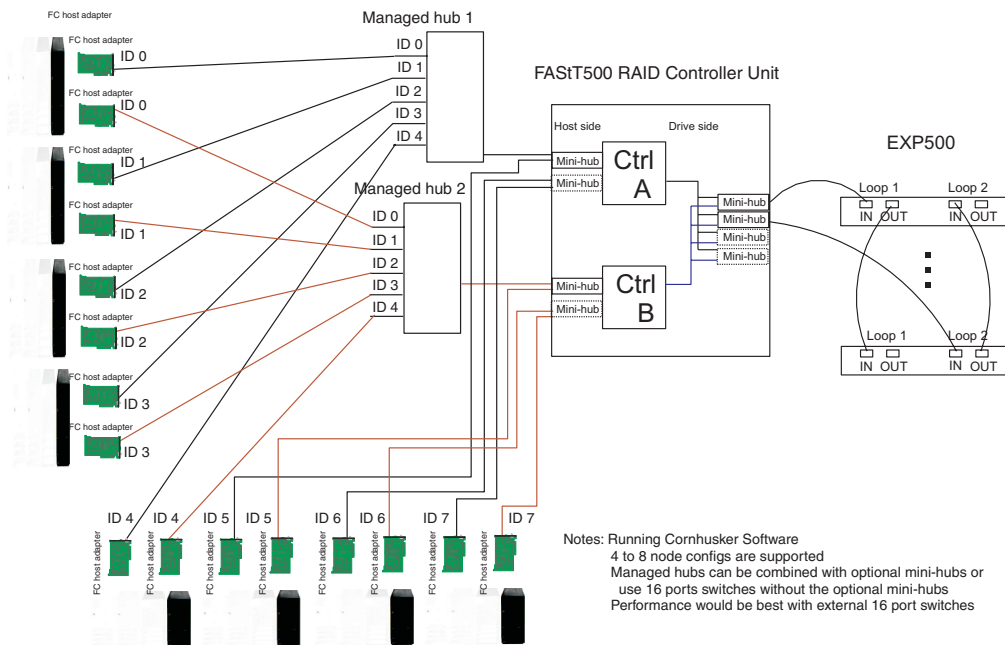 FC host adapter
FC host adapter
ID 0
FC host adapter
ID 0
FC host adapter
ID 1
FC host adapter
ID 1
FC host adapter
ID 2
FC host adapter
ID 2
FC host adapter
ID 3
FC host adapter
ID 3
Managed hub 1
ID 0
ID 1
ID 2
ID 3
ID 4
Managed hub 2
ID 0
ID 1
ID 2
ID 3
ID 4
FAStT500 RAID Controller Unit
Host side
Drive side
Mini-hub
Mini-hub
Ctrl
A
Mini-hub
Mini-hub
Mini-hub
Mini-hub
Mini-hub
Mini-hub
Ctrl
B
EXP500
Loop 1
Loop 2
IN OUT
IN OUT
Loop 1
Loop 2
IN OUT
IN OUT
ID 4
ID 4
ID 5
ID 5
ID 6
ID 6
ID 7
ID 7
FC host adapter
FC host adapter
FC host adapter
FC host adapter
FC host adapter
FC host adapter
FC host adapter
FC host adapter
Notes: Running Cornhusker Software
4 to 8 node configs are supported
Managed hubs can be combined with optional mini-hubs or
use 16 ports switches without the optional mini-hubs
Performance would be best with external 16 port switches